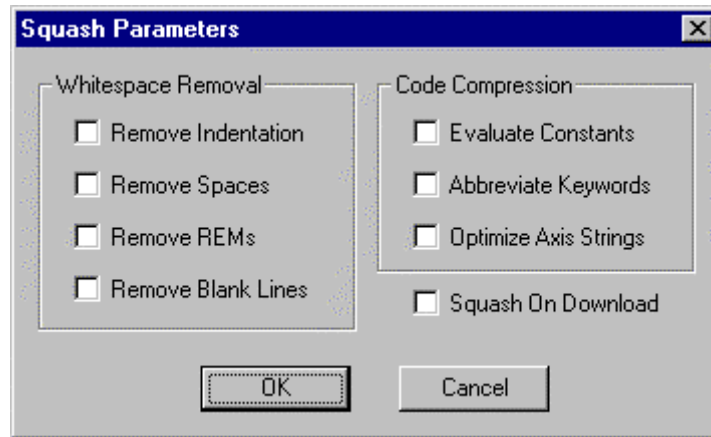 Squash Parameters
Whitespace Removal
Remove Indentation
Remove Spaces
Remove REMs
Remove Blank Lines
Code Compression
Evaluate Constants
Abbreviate Keywords
Optimize Axis Strings
Squash On Download
OK
Cancel